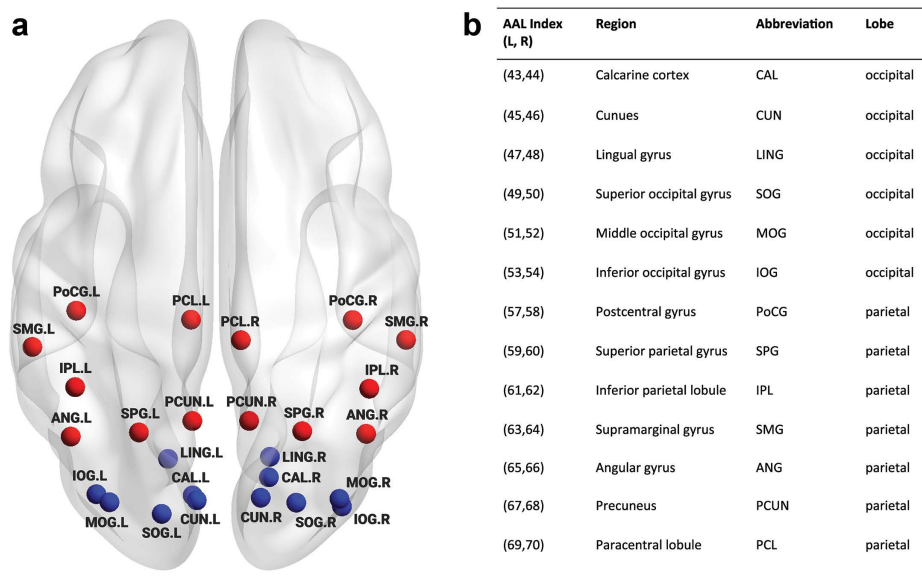 a
PoCG.L
PCL.L
PoCG.R
PCL.R
SMG.R
SMG.L
IPL.L
IPL.R
PCUN.L
PCUN.R
ANG.L
SPG.L
SPG.R
ANG.R
LING.L
LING.R
IOG.L
CAL.L
CAL.R
MOG.R
MOG.L
CUN.L
CUN.R
SOG.R
IOG.R
SOG.L
b
AAL Index (L, R) Region Abbreviation Lobe
(43,44) Calcarine cortex CAL occipital
(45,46) Cunues CUN occipital
(47,48) Lingual gyrus LING occipital
(49,50) Superior occipital gyrus SOG occipital
(51,52) Middle occipital gyrus MOG occipital
(53,54) Inferior occipital gyrus IOG occipital
(57,58) Postcentral gyrus PoCG parietal
(59,60) Superior parietal gyrus SPG parietal
(61,62) Inferior parietal lobule IPL parietal
(63,64) Supramarginal gyrus SMG parietal
(65,66) Angular gyrus ANG parietal
(67,68) Precuneus PCUN parietal
(69,70) Paracentral lobule PCL parietal